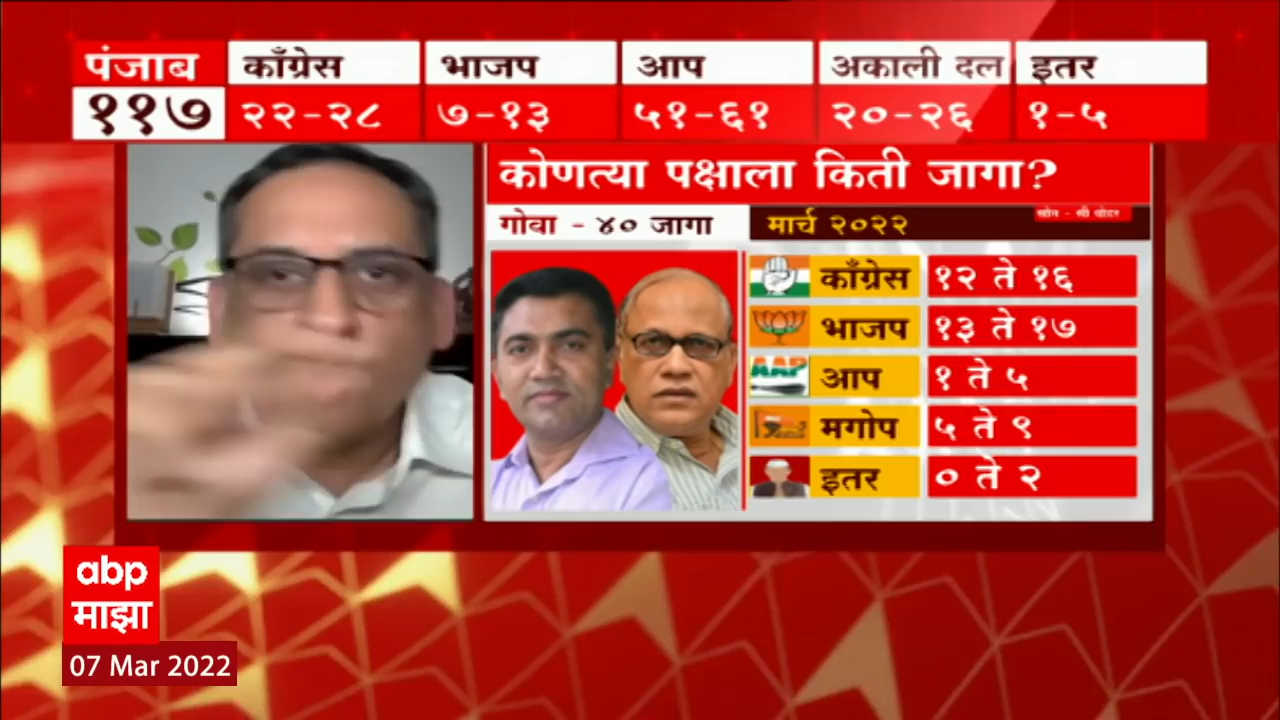 पंजाब काँग्रेस भाजप आप अकाली दल इतर
११७ २२-२८ ७-१३ ५१-६१ २०-२६ १-५
कोणत्या पक्षाला किती जागा?
गोवा - ४० जागा मार्च २०२२
सोर्स - सी व्होटर
काँग्रेस १२ ते १६
भाजप १३ ते १७
AAP आप १ ते ५
मगोप ५ ते ९
इतर ० ते २
abp
माझा
07 Mar 2022